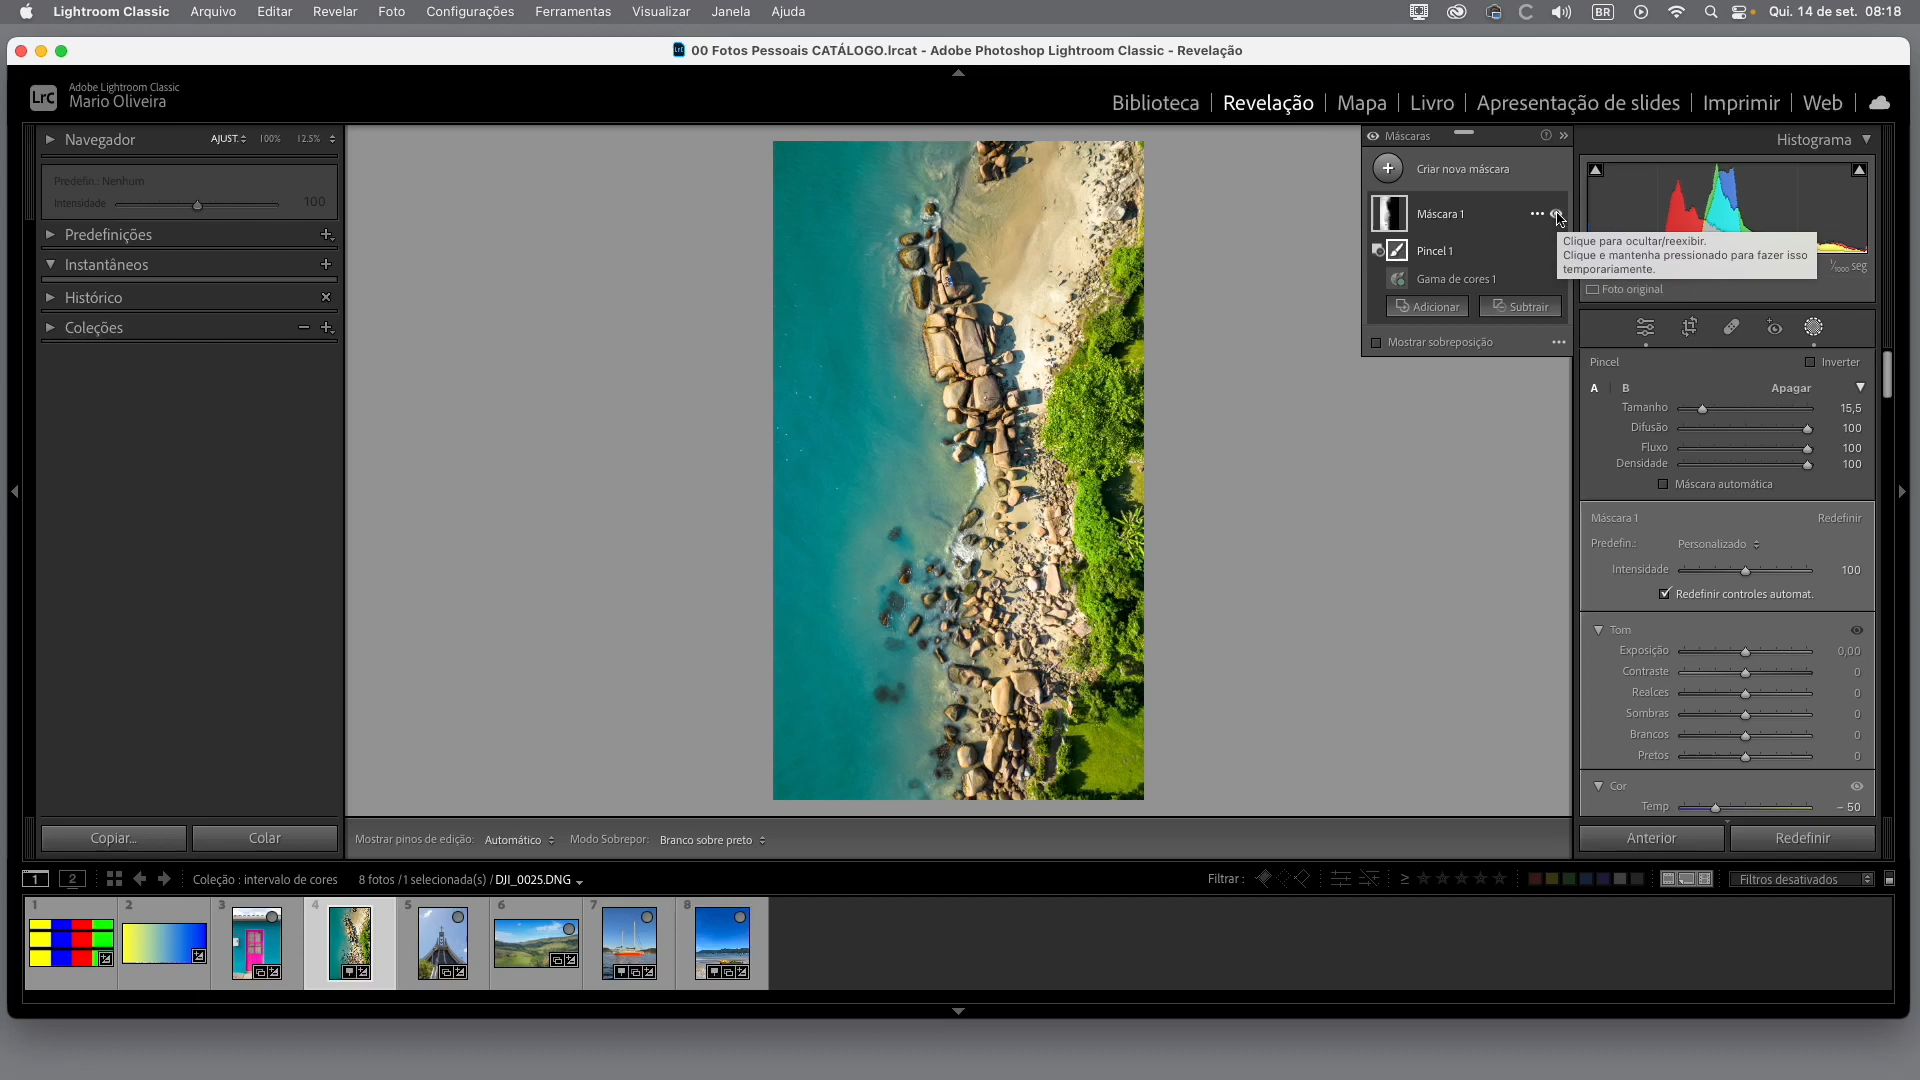 Lightroom Classic Arquivo Editar Revelar Foto Configurações Ferramentas Visualizar Janela Ajuda BR Qui. 14 de set. 08:18
LrC 00 Fotos Pessoais CATÁLOGO.lrcat - Adobe Photoshop Lightroom Classic - Revelação
LrC Adobe Lightroom Classic
Mario Oliveira
Biblioteca | Revelação | Mapa | Livro | Apresentação de slides | Imprimir | Web
Navegador AJUST. 100% 12.5%
Predefin.: Nenhum
Intensidade 100
Predefinições
Instantâneos
Histórico
Coleções
Copiar... Colar
Máscaras
Criar nova máscara
Máscara 1
Pincel 1
Gama de cores 1
Adicionar Subtrair
Mostrar sobreposição
Histograma
Clique para ocultar/reexibir.
Clique e mantenha pressionado para fazer isso
temporariamente.
1/1000 seg
Foto original
Pincel Inverter
A B Apagar
Tamanho 15,5
Difusão 100
Fluxo 100
Densidade 100
Máscara automática
Máscara 1 Redefinir
Predefin.: Personalizado
Intensidade 100
Redefinir controles automat.
Tom
Exposição 0,00
Contraste 0
Realces 0
Sombras 0
Brancos 0
Pretos 0
Cor
Temp - 50
Anterior Redefinir
Mostrar pinos de edição: Automático Modo Sobrepor: Branco sobre preto
1 2 Coleção : intervalo de cores 8 fotos /1 selecionada(s) /DJI_0025.DNG Filtrar : ≥ Filtros desativados
1 2 3 4 5 6 7 8